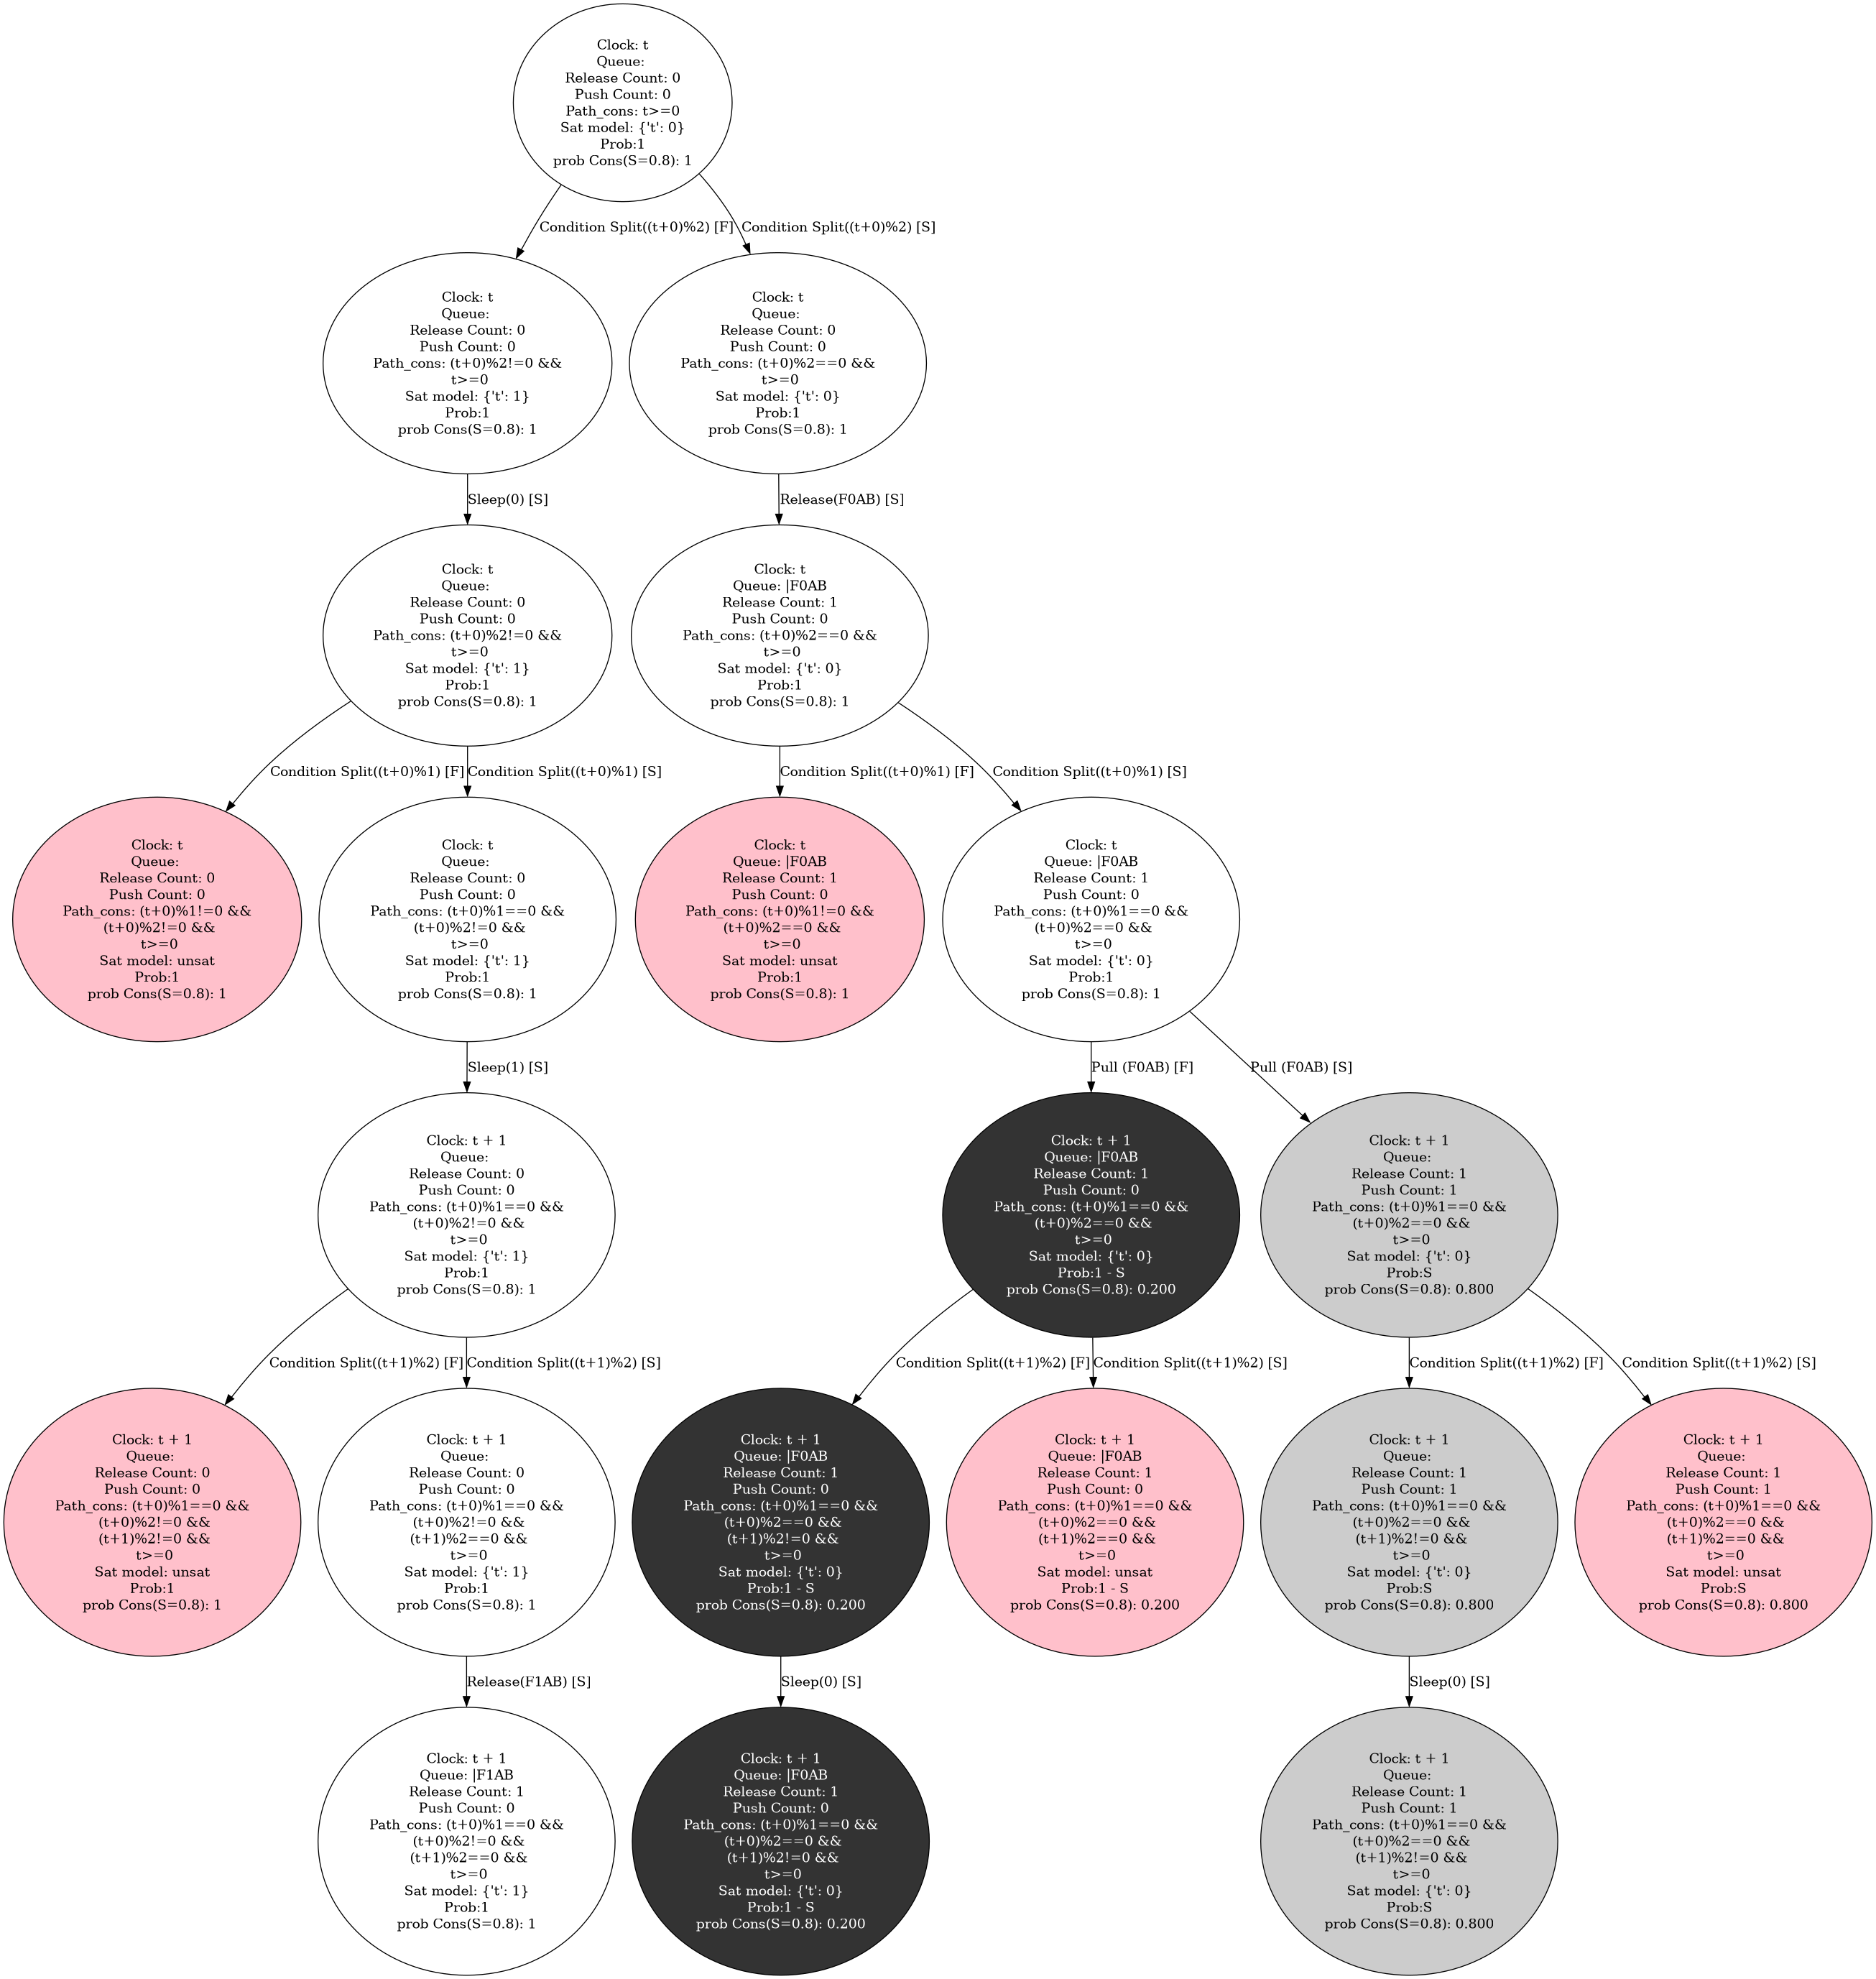 Clock: t
Queue:
Release Count: 0
Push Count: 0
Path_cons: t>=0
Sat model: {'t': 0}
Prob:1
prob Cons(S=0.8): 1
Condition Split((t+0)%2) [F]
Condition Split((t+0)%2) [S]
Clock: t
Queue:
Release Count: 0
Push Count: 0
Path_cons: (t+0)%2!=0 &&
t>=0
Sat model: {'t': 1}
Prob:1
prob Cons(S=0.8): 1
Clock: t
Queue:
Release Count: 0
Push Count: 0
Path_cons: (t+0)%2==0 &&
t>=0
Sat model: {'t': 0}
Prob:1
prob Cons(S=0.8): 1
Sleep(0) [S]
Release(F0AB) [S]
Clock: t
Queue:
Release Count: 0
Push Count: 0
Path_cons: (t+0)%2!=0 &&
t>=0
Sat model: {'t': 1}
Prob:1
prob Cons(S=0.8): 1
Clock: t
Queue: |F0AB
Release Count: 1
Push Count: 0
Path_cons: (t+0)%2==0 &&
t>=0
Sat model: {'t': 0}
Prob:1
prob Cons(S=0.8): 1
Condition Split((t+0)%1) [F]
Condition Split((t+0)%1) [S]
Condition Split((t+0)%1) [F]
Condition Split((t+0)%1) [S]
Clock: t
Queue:
Release Count: 0
Push Count: 0
Path_cons: (t+0)%1!=0 &&
(t+0)%2!=0 &&
t>=0
Sat model: unsat
Prob:1
prob Cons(S=0.8): 1
Clock: t
Queue:
Release Count: 0
Push Count: 0
Path_cons: (t+0)%1==0 &&
(t+0)%2!=0 &&
t>=0
Sat model: {'t': 1}
Prob:1
prob Cons(S=0.8): 1
Clock: t
Queue: |F0AB
Release Count: 1
Push Count: 0
Path_cons: (t+0)%1!=0 &&
(t+0)%2==0 &&
t>=0
Sat model: unsat
Prob:1
prob Cons(S=0.8): 1
Clock: t
Queue: |F0AB
Release Count: 1
Push Count: 0
Path_cons: (t+0)%1==0 &&
(t+0)%2==0 &&
t>=0
Sat model: {'t': 0}
Prob:1
prob Cons(S=0.8): 1
Sleep(1) [S]
Pull (F0AB) [F]
Pull (F0AB) [S]
Clock: t + 1
Queue:
Release Count: 0
Push Count: 0
Path_cons: (t+0)%1==0 &&
(t+0)%2!=0 &&
t>=0
Sat model: {'t': 1}
Prob:1
prob Cons(S=0.8): 1
Clock: t + 1
Queue: |F0AB
Release Count: 1
Push Count: 0
Path_cons: (t+0)%1==0 &&
(t+0)%2==0 &&
t>=0
Sat model: {'t': 0}
Prob:1 - S
prob Cons(S=0.8): 0.200
Clock: t + 1
Queue:
Release Count: 1
Push Count: 1
Path_cons: (t+0)%1==0 &&
(t+0)%2==0 &&
t>=0
Sat model: {'t': 0}
Prob:S
prob Cons(S=0.8): 0.800
Condition Split((t+1)%2) [F]
Condition Split((t+1)%2) [S]
Condition Split((t+1)%2) [F]
Condition Split((t+1)%2) [S]
Condition Split((t+1)%2) [F]
Condition Split((t+1)%2) [S]
Clock: t + 1
Queue:
Release Count: 0
Push Count: 0
Path_cons: (t+0)%1==0 &&
(t+0)%2!=0 &&
(t+1)%2!=0 &&
t>=0
Sat model: unsat
Prob:1
prob Cons(S=0.8): 1
Clock: t + 1
Queue:
Release Count: 0
Push Count: 0
Path_cons: (t+0)%1==0 &&
(t+0)%2!=0 &&
(t+1)%2==0 &&
t>=0
Sat model: {'t': 1}
Prob:1
prob Cons(S=0.8): 1
Clock: t + 1
Queue: |F0AB
Release Count: 1
Push Count: 0
Path_cons: (t+0)%1==0 &&
(t+0)%2==0 &&
(t+1)%2!=0 &&
t>=0
Sat model: {'t': 0}
Prob:1 - S
prob Cons(S=0.8): 0.200
Clock: t + 1
Queue: |F0AB
Release Count: 1
Push Count: 0
Path_cons: (t+0)%1==0 &&
(t+0)%2==0 &&
(t+1)%2==0 &&
t>=0
Sat model: unsat
Prob:1 - S
prob Cons(S=0.8): 0.200
Clock: t + 1
Queue:
Release Count: 1
Push Count: 1
Path_cons: (t+0)%1==0 &&
(t+0)%2==0 &&
(t+1)%2!=0 &&
t>=0
Sat model: {'t': 0}
Prob:S
prob Cons(S=0.8): 0.800
Clock: t + 1
Queue:
Release Count: 1
Push Count: 1
Path_cons: (t+0)%1==0 &&
(t+0)%2==0 &&
(t+1)%2==0 &&
t>=0
Sat model: unsat
Prob:S
prob Cons(S=0.8): 0.800
Release(F1AB) [S]
Sleep(0) [S]
Sleep(0) [S]
Clock: t + 1
Queue: |F1AB
Release Count: 1
Push Count: 0
Path_cons: (t+0)%1==0 &&
(t+0)%2!=0 &&
(t+1)%2==0 &&
t>=0
Sat model: {'t': 1}
Prob:1
prob Cons(S=0.8): 1
Clock: t + 1
Queue: |F0AB
Release Count: 1
Push Count: 0
Path_cons: (t+0)%1==0 &&
(t+0)%2==0 &&
(t+1)%2!=0 &&
t>=0
Sat model: {'t': 0}
Prob:1 - S
prob Cons(S=0.8): 0.200
Clock: t + 1
Queue:
Release Count: 1
Push Count: 1
Path_cons: (t+0)%1==0 &&
(t+0)%2==0 &&
(t+1)%2!=0 &&
t>=0
Sat model: {'t': 0}
Prob:S
prob Cons(S=0.8): 0.800